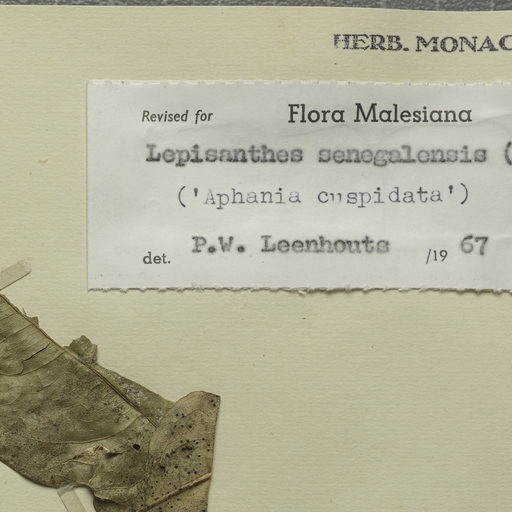 HERB. MONAC
Revised for Flora Malesiana
Lepisanthes senegalensis (
('Aphania cuspidata')
det. P.W. Leenhouts /19 67